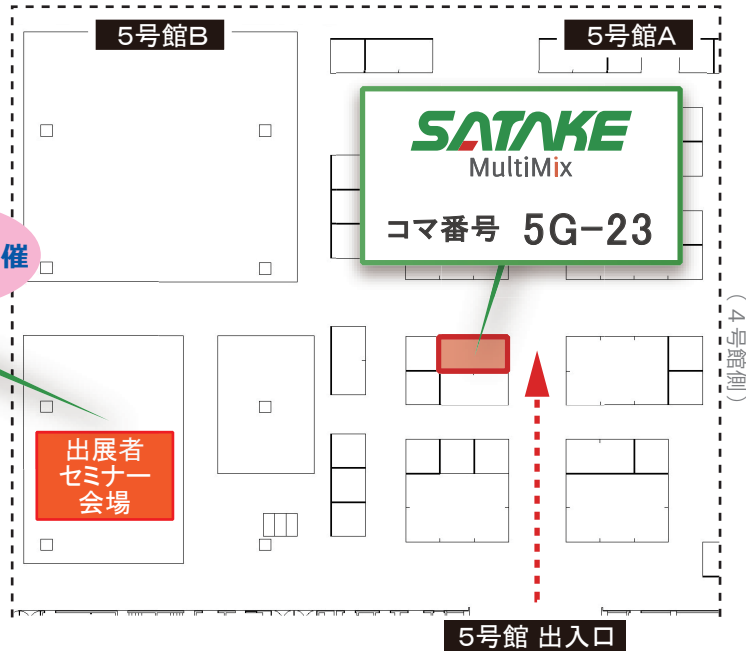 5号館B
5号館A
SATAKE
MultiMix
コマ番号 5G-23
催
(4号館側)
出展者
セミナー
会場
5号館 出入口